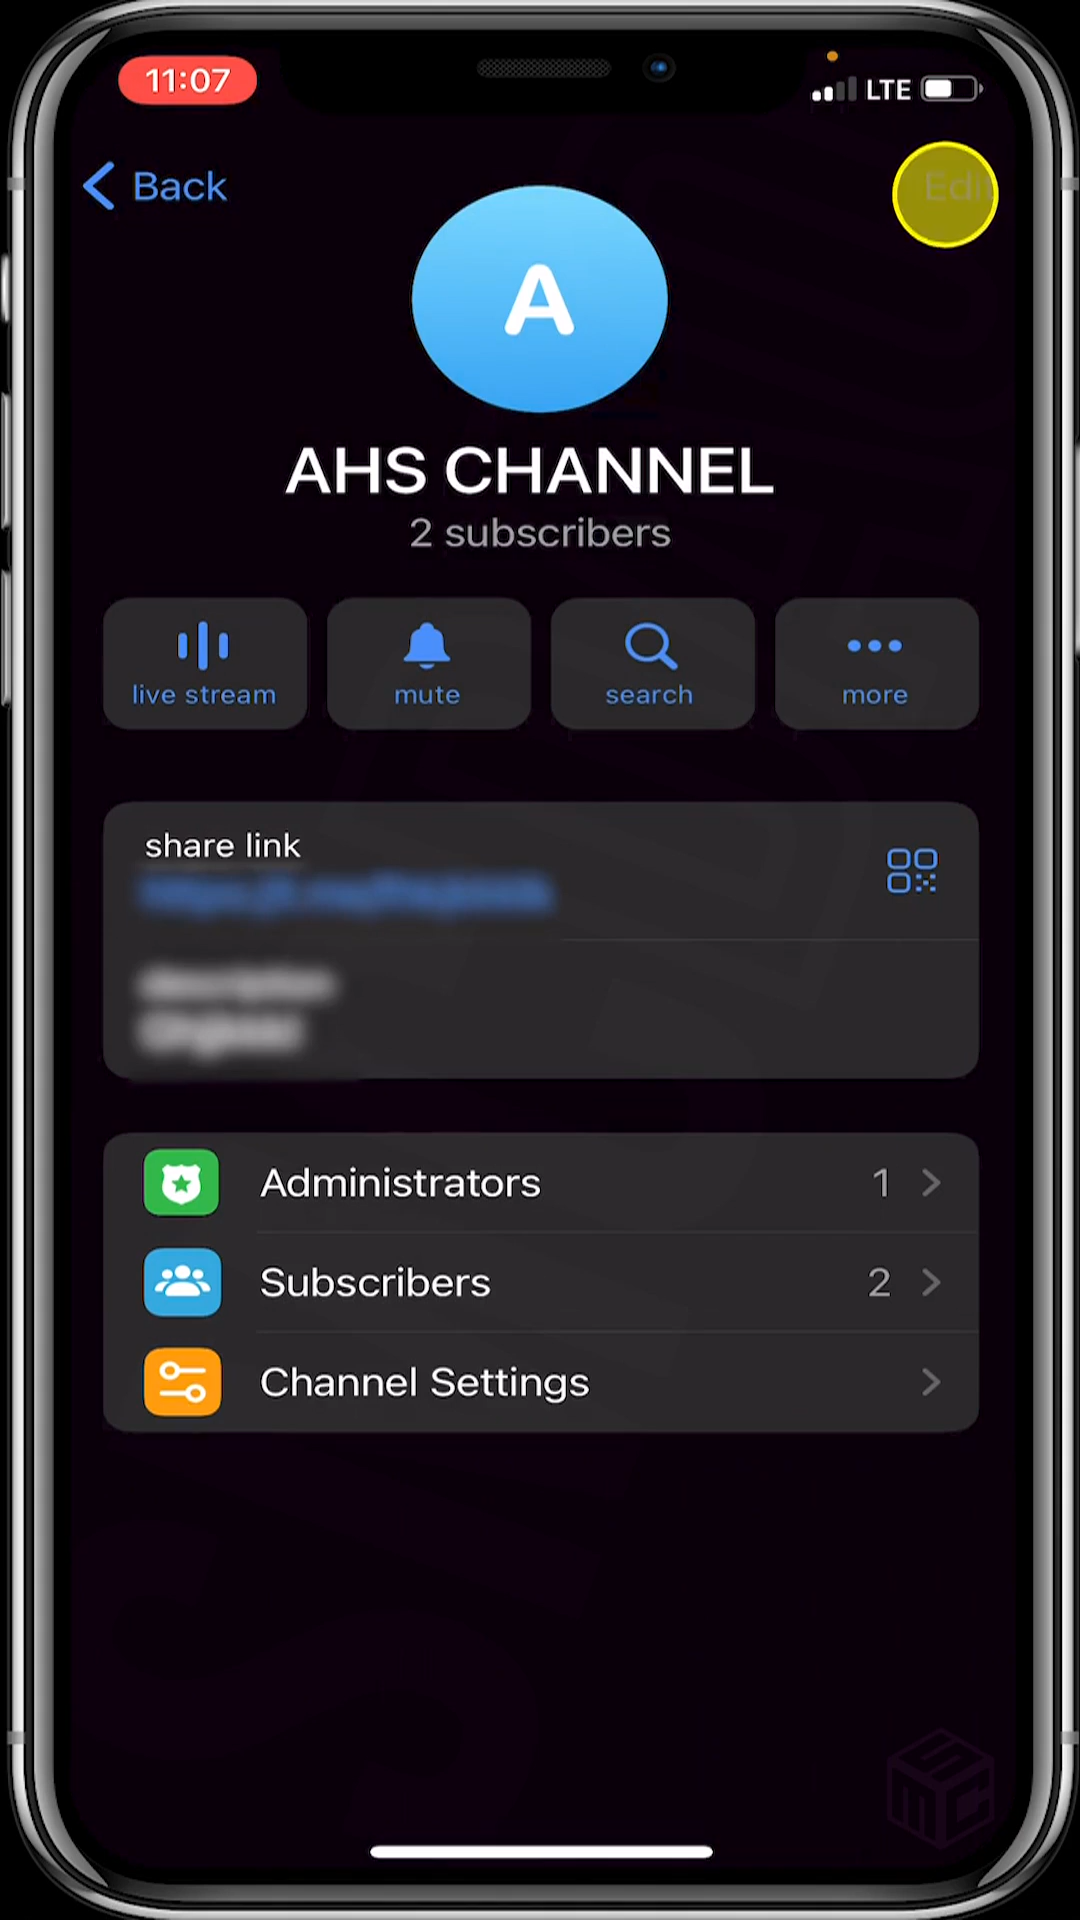 11:07
LTE
Back
Edit
A
AHS CHANNEL
2 subscribers
live stream
mute
search
more
share link
Administrators
1
Subscribers
2
Channel Settings
SMC